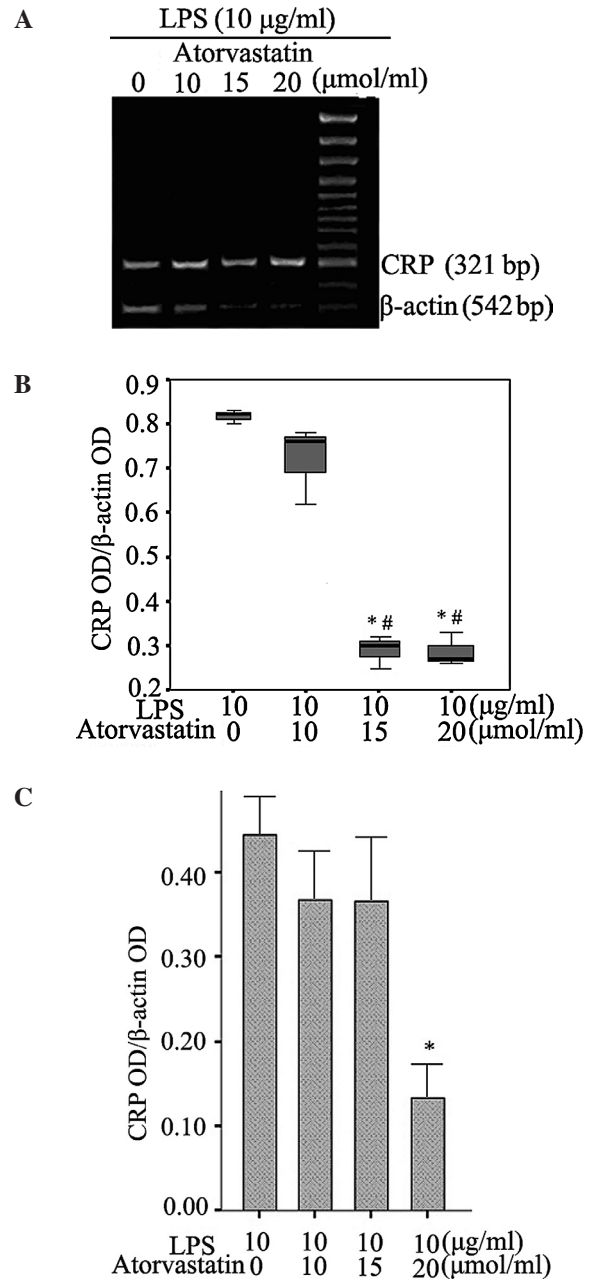 A
LPS (10 μg/ml)
Atorvastatin
0 10 15 20 (μmol/ml)
CRP (321 bp)
β-actin (542 bp)
B
0.9
0.8
0.7
0.6
0.5
0.4
0.3
0.2
CRP OD/β-actin OD
* # * #
LPS 10 10 10 10 (μg/ml)
Atorvastatin 0 10 15 20 (μmol/ml)
C
0.40
0.30
0.20
0.10
0.00
CRP OD/β-actin OD
*
LPS 10 10 10 10 (μg/ml)
Atorvastatin 0 10 15 20 (μmol/ml)